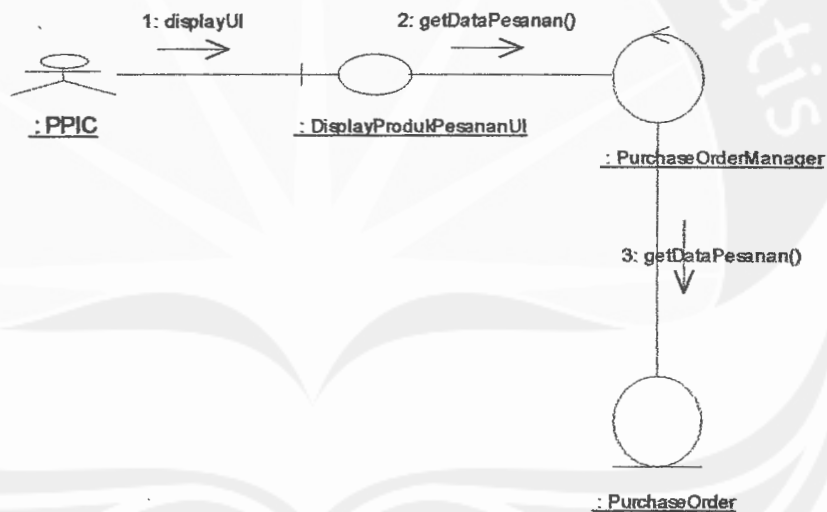 1: displayUI
2: getDataPesanan()
: PPIC
: DisplayProdukPesananUI
: PurchaseOrderManager
3: getDataPesanan()
: PurchaseOrder